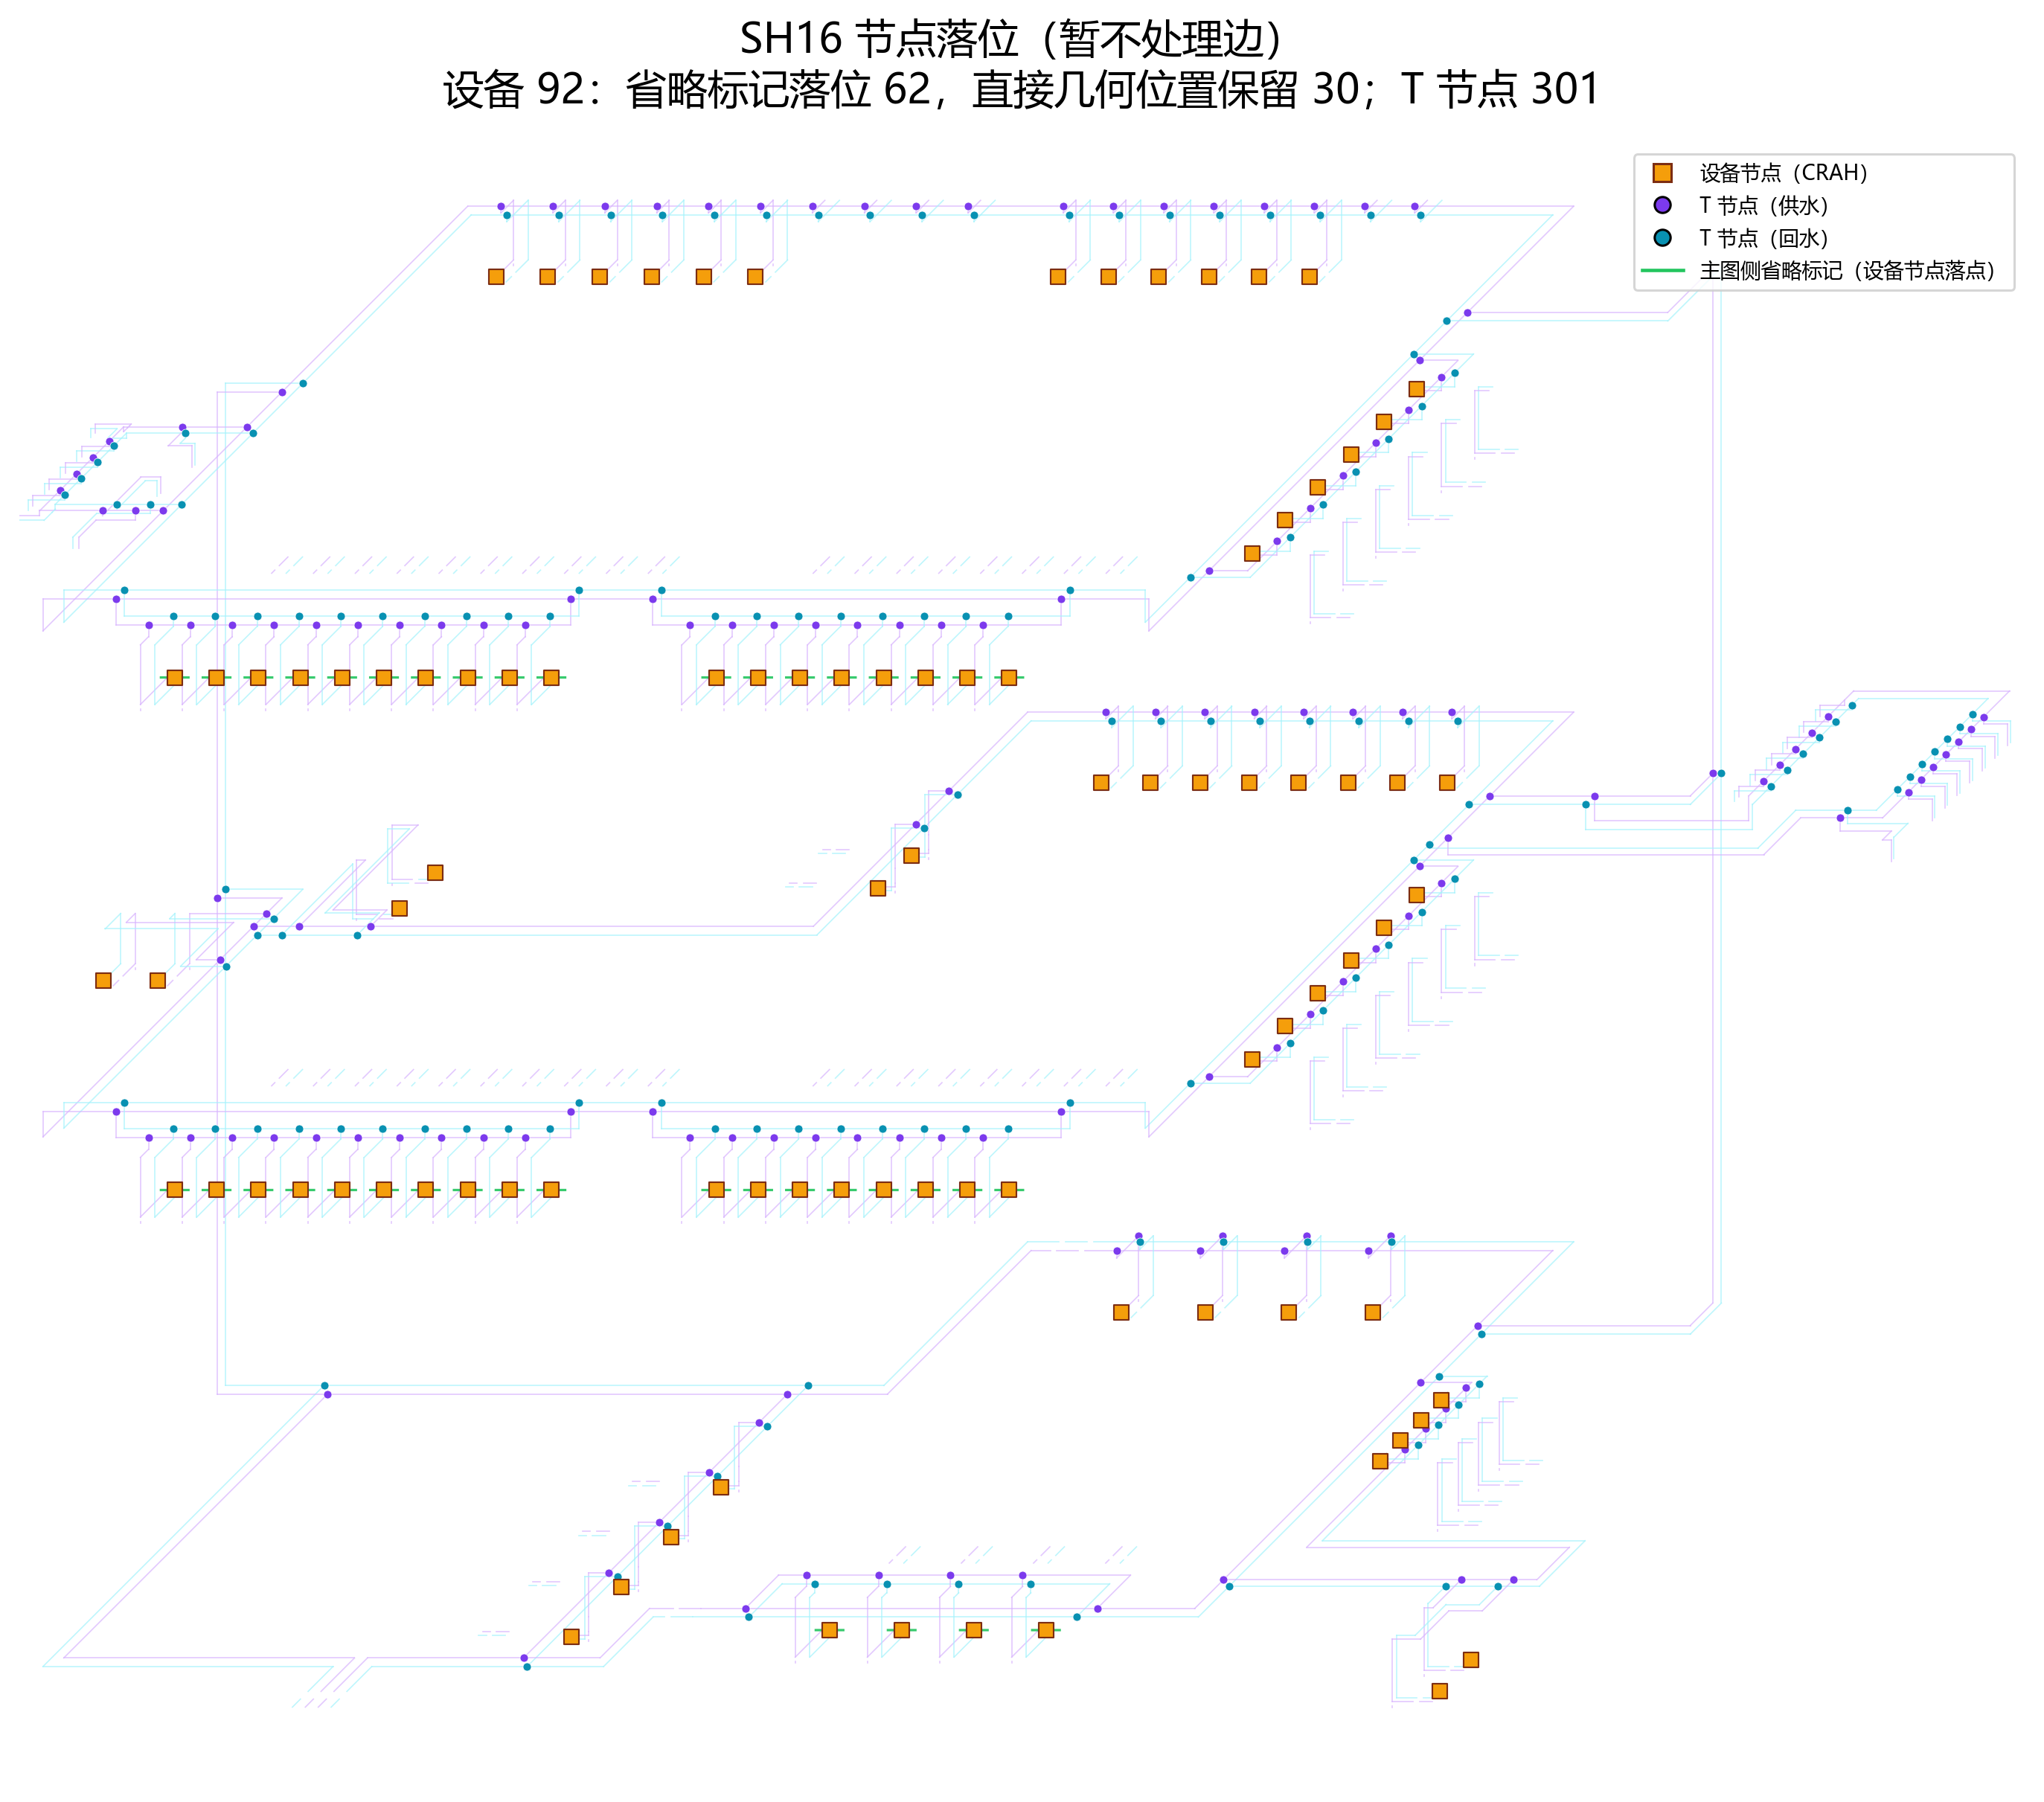 SH16 节点落位（暂不处理边）
设备 92：省略标记落位 62，直接几何位置保留 30；T 节点 301
设备节点（CRAH）
T 节点（供水）
T 节点（回水）
主图侧省略标记（设备节点落点）